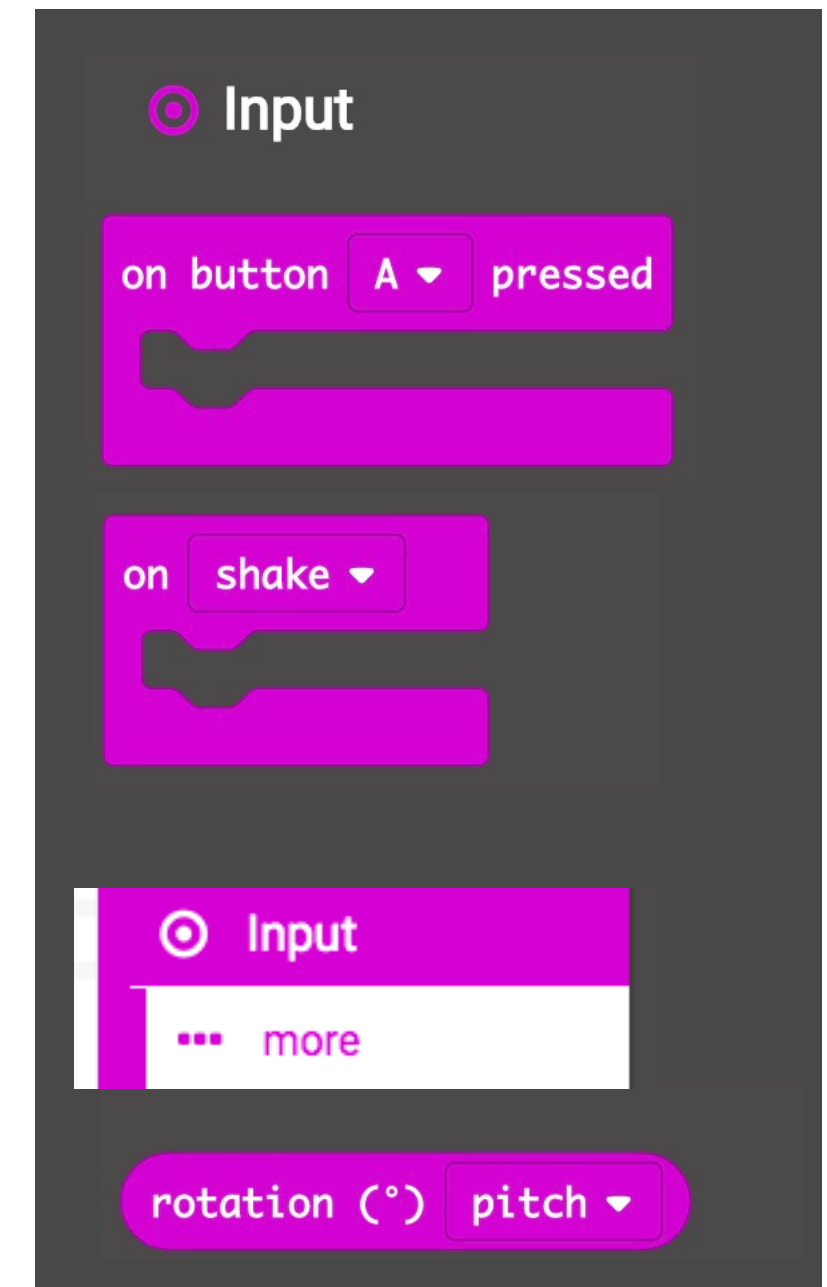 Input
on button A pressed
on shake
Input
more
rotation (°) pitch